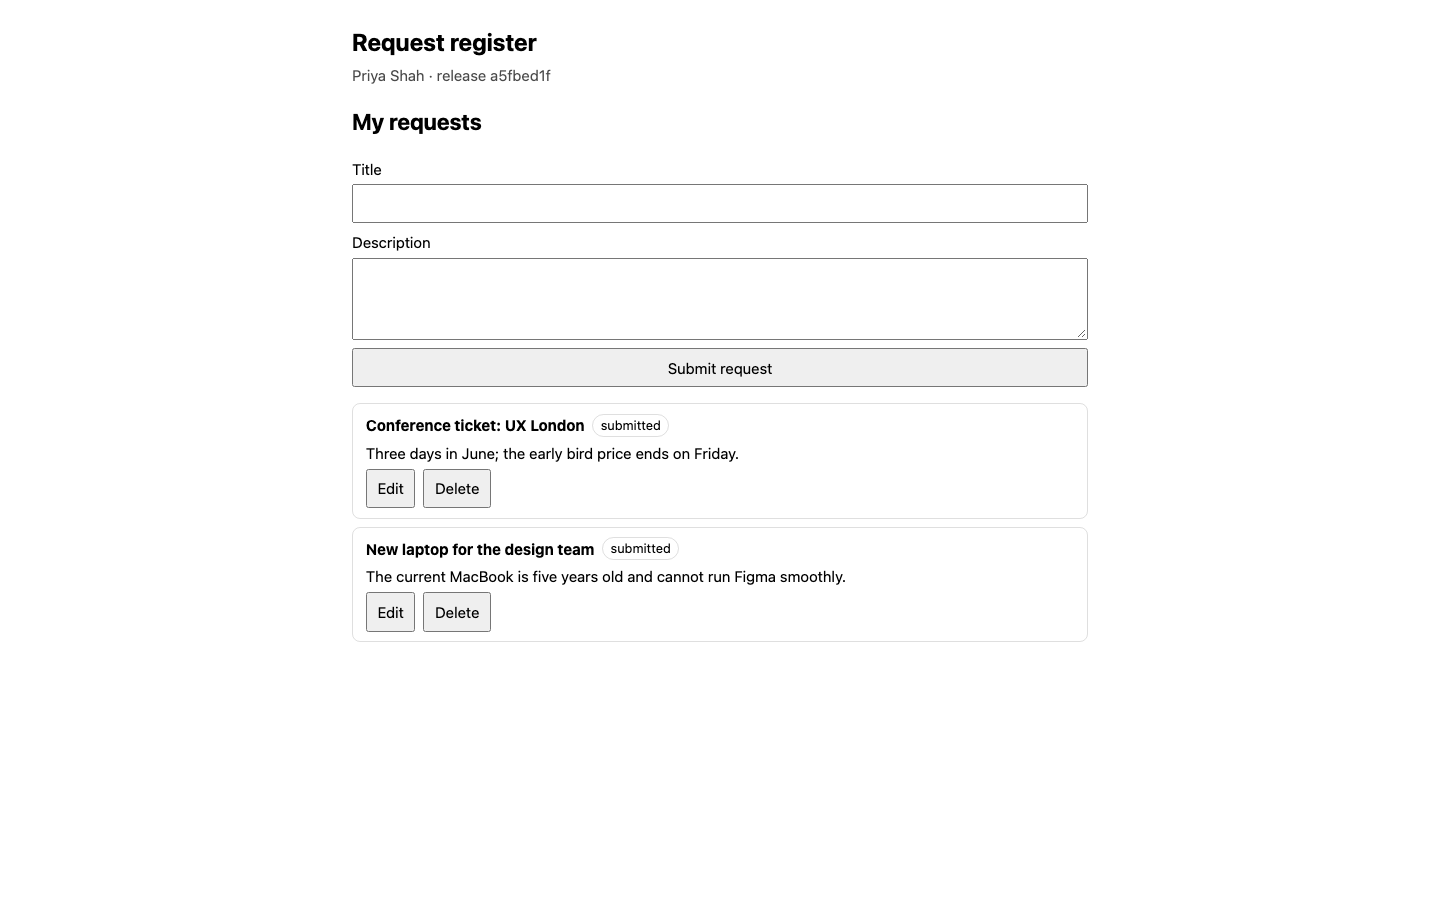 Request register
Priya Shah · release a5fbed1f
My requests
Title
Description
Submit request
Conference ticket: UX London submitted
Three days in June; the early bird price ends on Friday.
Edit Delete
New laptop for the design team submitted
The current MacBook is five years old and cannot run Figma smoothly.
Edit Delete